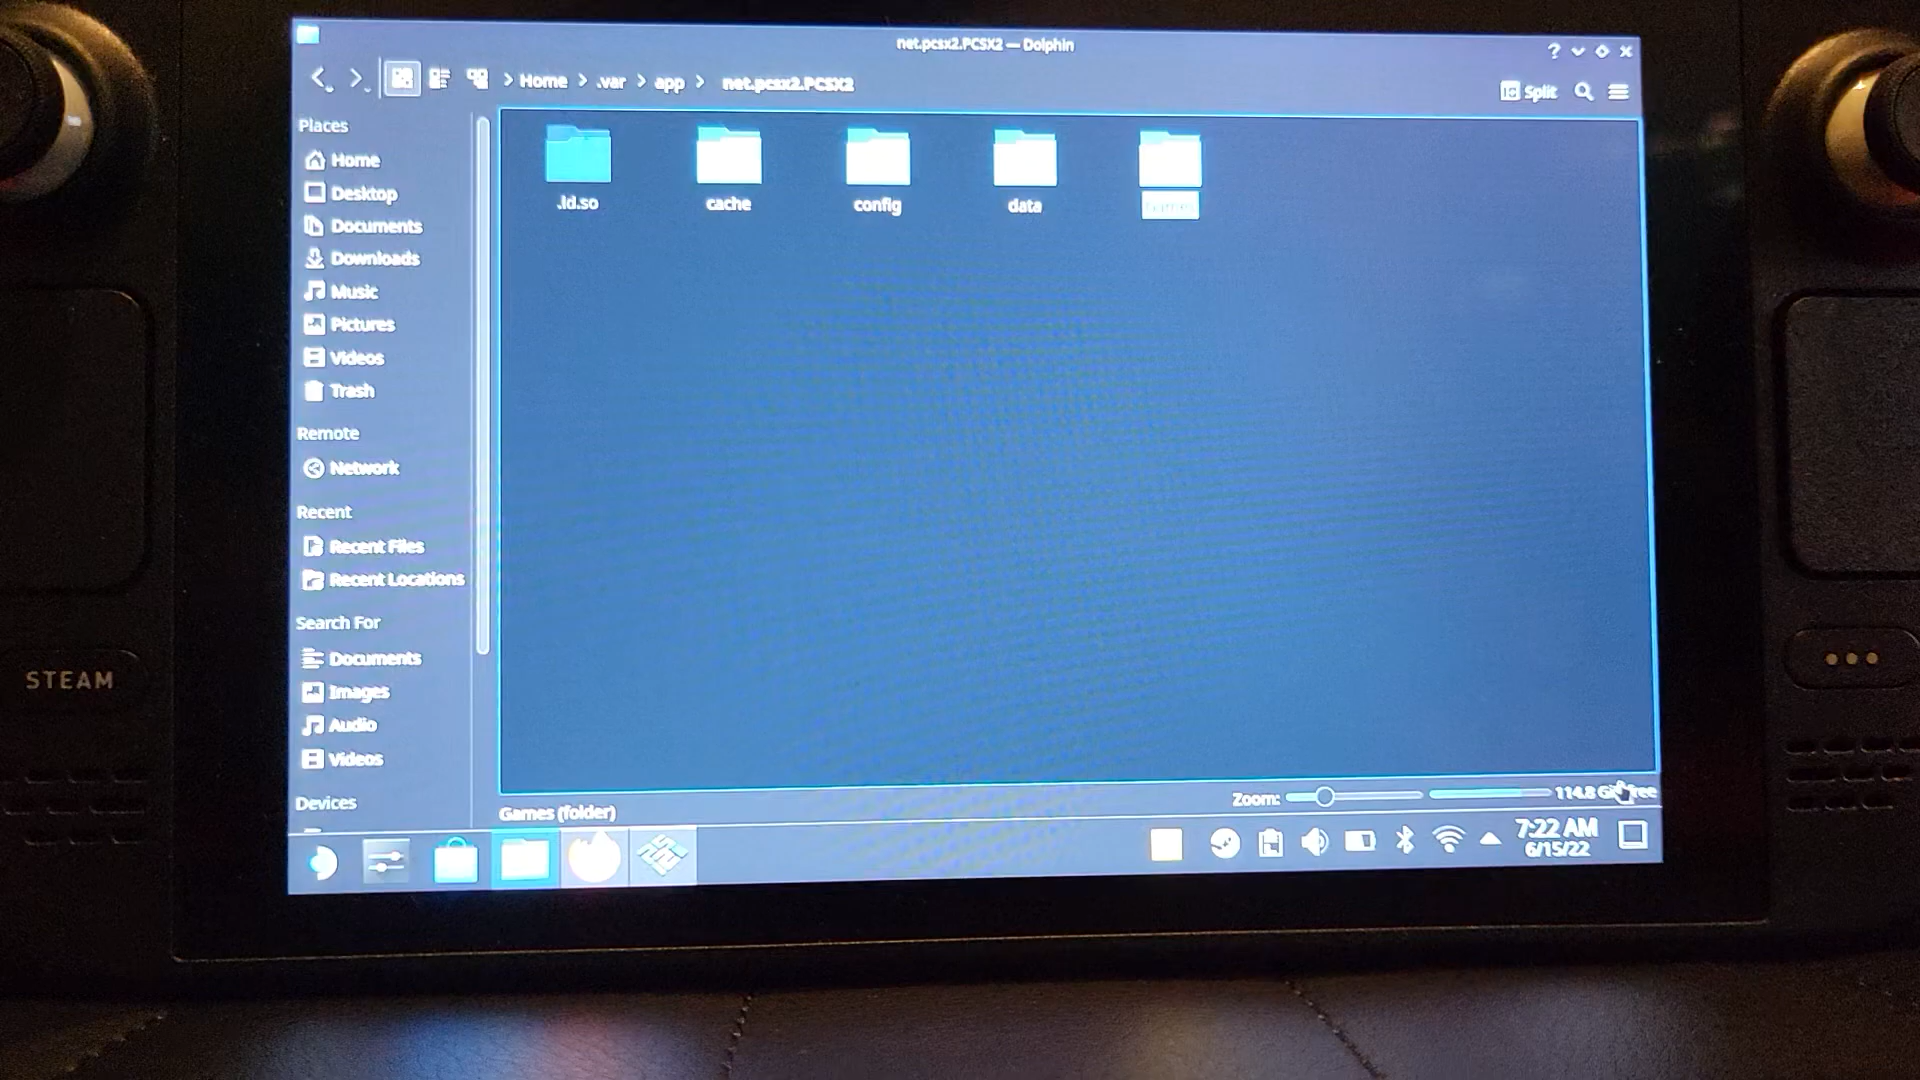 net.pcsx2.PCSX2 — Dolphin
Home > .var > app > net.pcsx2.PCSX2
Split
Places
Home
Desktop
Documents
Downloads
Music
Pictures
Videos
Trash
Remote
Network
Recent
Recent Files
Recent Locations
Search For
Documents
Images
Audio
Videos
Devices
.ld.so
cache
config
data
Games (folder)
Zoom:
114.8
7:22 AM
6/15/22
STEAM